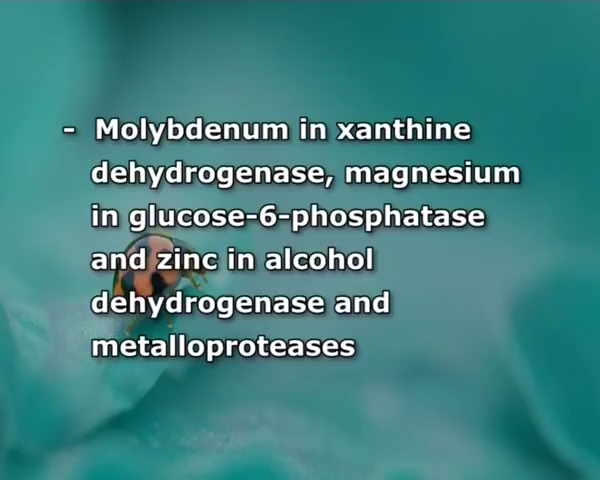 - Molybdenum in xanthine
dehydrogenase, magnesium
in glucose-6-phosphatase
and zinc in alcohol
dehydrogenase and
metalloproteases